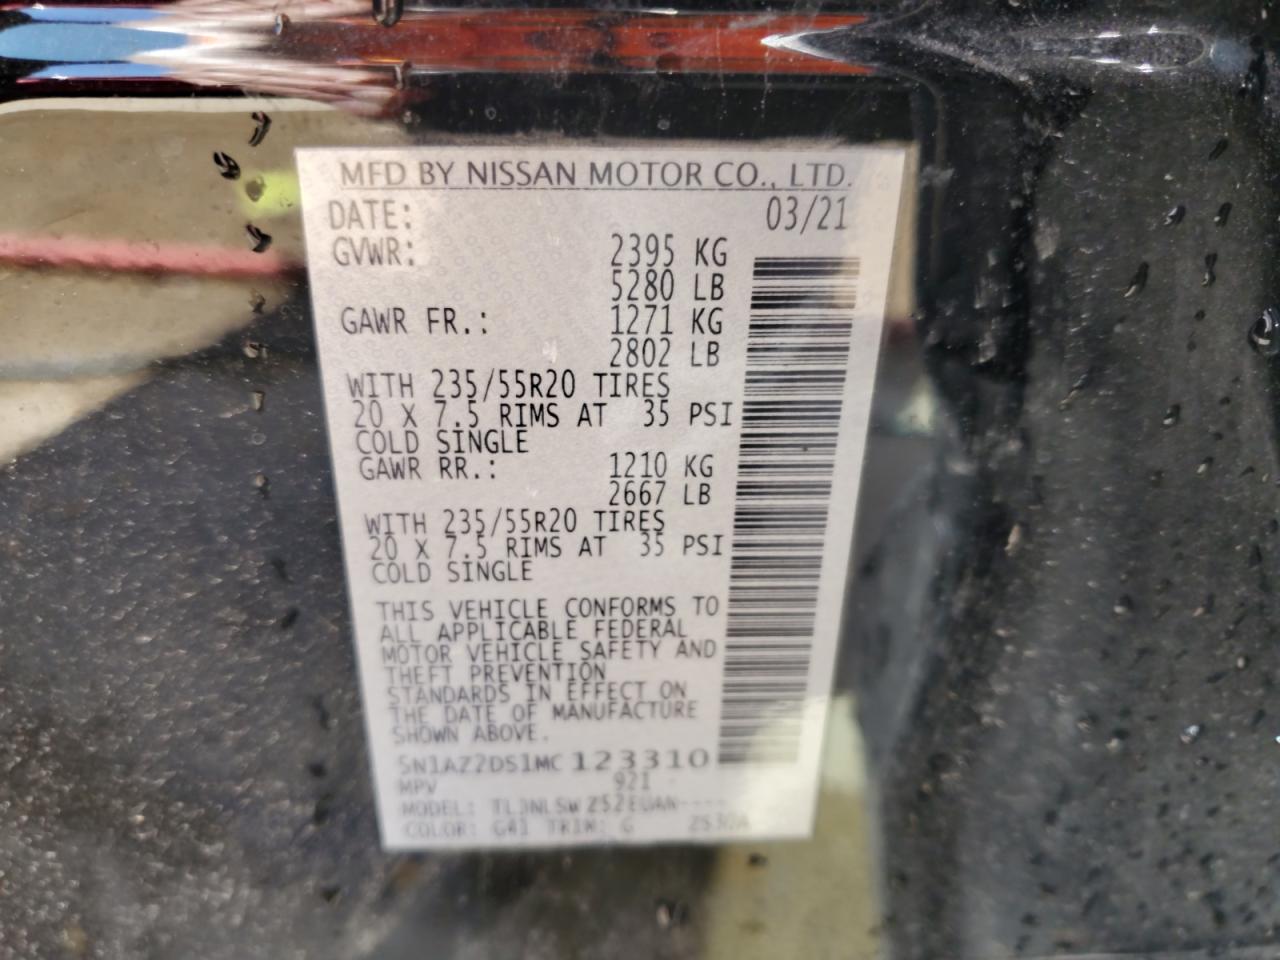 MFD BY NISSAN MOTOR CO., LTD.
DATE: 03/21
GVWR: 2395 KG
5280 LB
GAWR FR.: 1271 KG
2802 LB
WITH 235/55R20 TIRES
20 X 7.5 RIMS AT 35 PSI
COLD SINGLE
GAWR RR.: 1210 KG
2667 LB
WITH 235/55R20 TIRES
20 X 7.5 RIMS AT 35 PSI
COLD SINGLE
THIS VEHICLE CONFORMS TO
ALL APPLICABLE FEDERAL
MOTOR VEHICLE SAFETY AND
THEFT PREVENTION
STANDARDS IN EFFECT ON
THE DATE OF MANUFACTURE
SHOWN ABOVE.
5N1AZ2DS1MC123310
MPV 921
MODEL:
COLOR: G41 TRIM: G